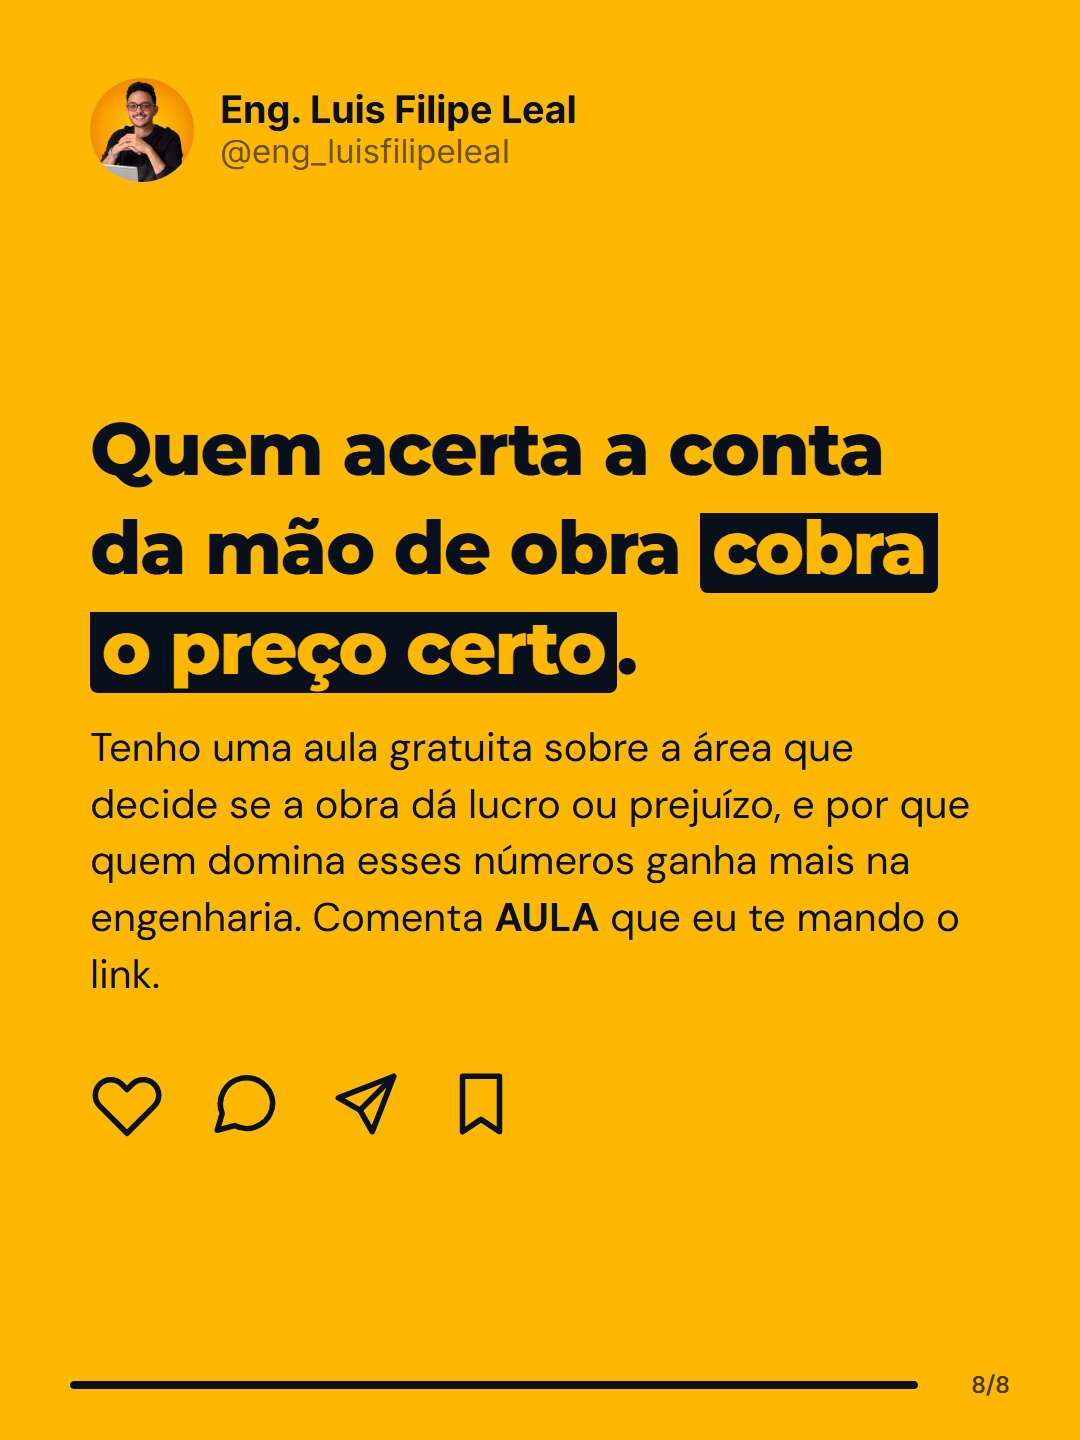 Eng. Luis Filipe Leal
@eng_luisfilipeleal
Quem acerta a conta
da mão de obra cobra
o preço certo.
Tenho uma aula gratuita sobre a área que
decide se a obra dá lucro ou prejuízo, e por que
quem domina esses números ganha mais na
engenharia. Comenta AULA que eu te mando o
link.
8/8